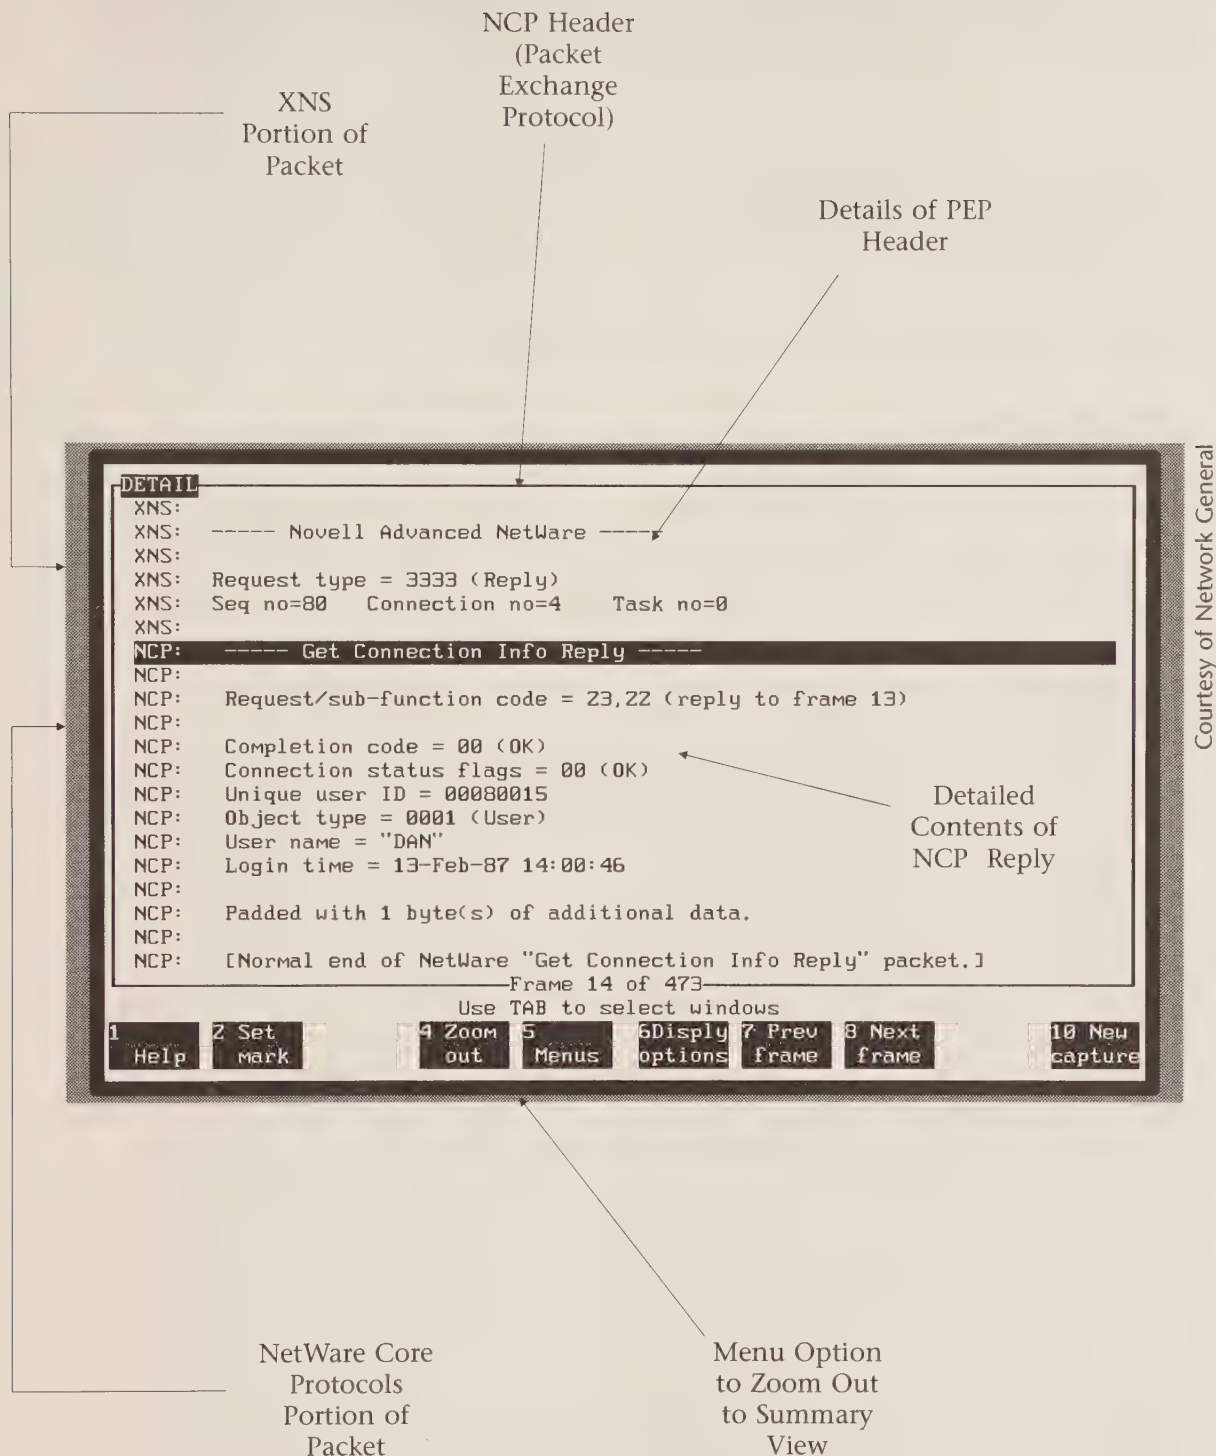 NCP Header
(Packet
Exchange
Protocol)
XNS
Portion of
Packet
Details of PEP
Header
DETAIL
XNS:
XNS: ----- Novell Advanced NetWare -----
XNS:
XNS: Request type = 3333 (Reply)
XNS: Seq no=80 Connection no=4 Task no=0
XNS:
NCP: ----- Get Connection Info Reply -----
NCP:
NCP: Request/sub-function code = 23,22 (reply to frame 13)
NCP:
NCP: Completion code = 00 (OK)
NCP: Connection status flags = 00 (OK)
NCP: Unique user ID = 00080015
NCP: Object type = 0001 (User)
NCP: User name = "DAN"
NCP: Login time = 13-Feb-87 14:00:46
NCP:
NCP: Padded with 1 byte(s) of additional data.
NCP:
NCP: [Normal end of NetWare "Get Connection Info Reply" packet.]
Frame 14 of 473
Use TAB to select windows
1 Help
2 Set mark
4 Zoom out
5 Menus
6Disply options
7 Prev frame
8 Next frame
10 New capture
Courtesy of Network General
Detailed
Contents of
NCP Reply
NetWare Core
Protocols
Portion of
Packet
Menu Option
to Zoom Out
to Summary
View